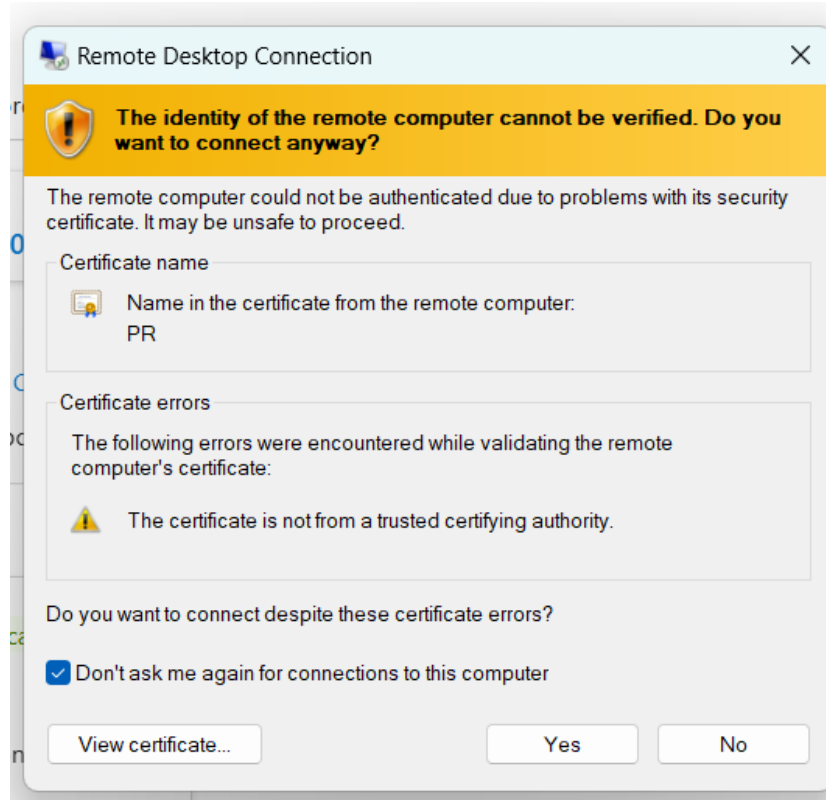 Remote Desktop Connection
The identity of the remote computer cannot be verified. Do you
want to connect anyway?
The remote computer could not be authenticated due to problems with its security
certificate. It may be unsafe to proceed.
Certificate name
Name in the certificate from the remote computer:
PR
Certificate errors
The following errors were encountered while validating the remote
computer's certificate:
The certificate is not from a trusted certifying authority.
Do you want to connect despite these certificate errors?
Don't ask me again for connections to this computer
View certificate...
Yes
No